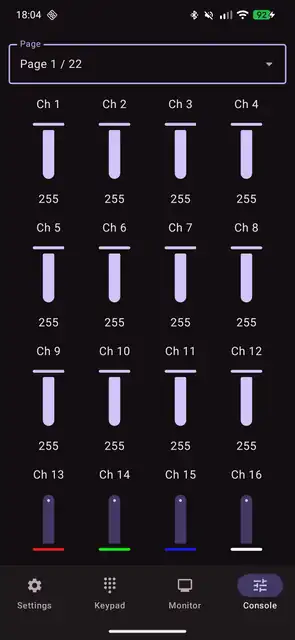 18:04
92
Page
Page 1 / 22
Ch 1 Ch 2 Ch 3 Ch 4
255 255 255 255
Ch 5 Ch 6 Ch 7 Ch 8
255 255 255 255
Ch 9 Ch 10 Ch 11 Ch 12
255 255 255 255
Ch 13 Ch 14 Ch 15 Ch 16
Settings Keypad Monitor Console